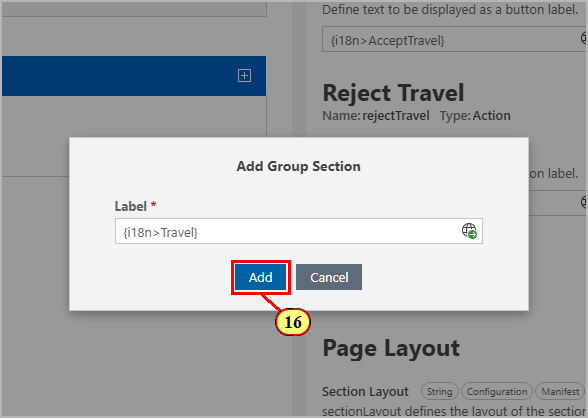 Define text to be displayed as a button label.
{i18n>AcceptTravel}
Reject Travel
Name: rejectTravel Type: Action
on label.
Add Group Section
Label *
{i18n>Travel}
Add Cancel
16
Page Layout
Section Layout String Configuration Manifest
sectionLayout defines the layout of the section